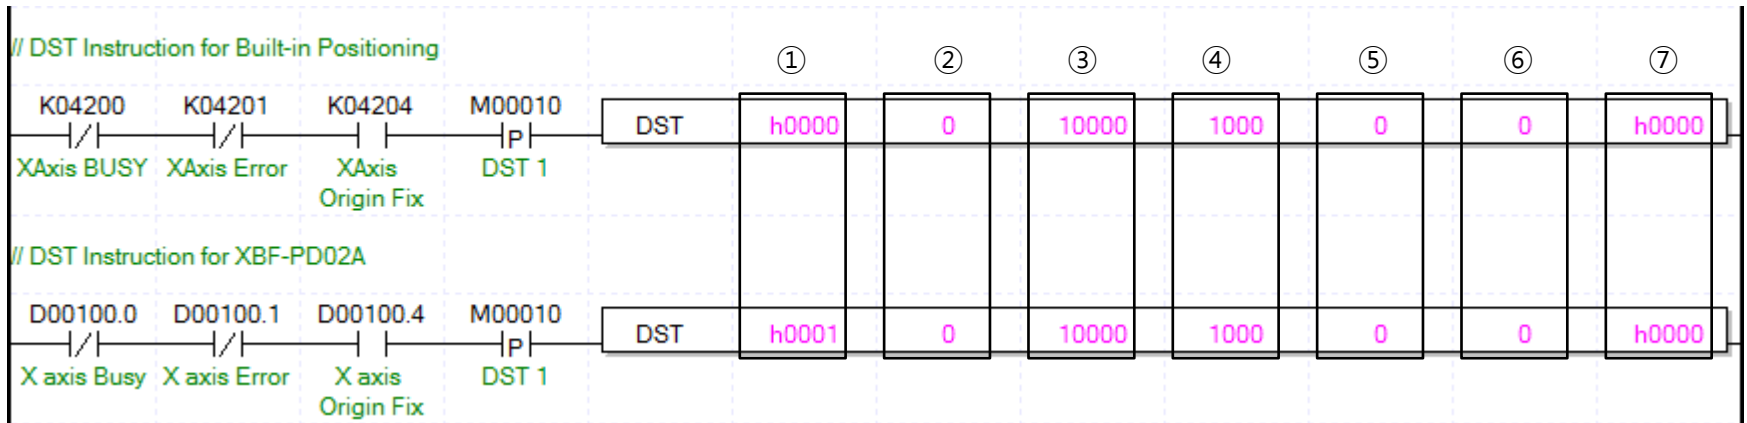 // DST Instruction for Built-in Positioning
① ② ③ ④ ⑤ ⑥ ⑦
K04200 K04201 K04204 M00010
P DST h0000 0 10000 1000 0 0 h0000
XAxis BUSY XAxis Error XAxis DST 1
Origin Fix
// DST Instruction for XBF-PD02A
D00100.0 D00100.1 D00100.4 M00010
P DST h0001 0 10000 1000 0 0 h0000
X axis Busy X axis Error X axis DST 1
Origin Fix